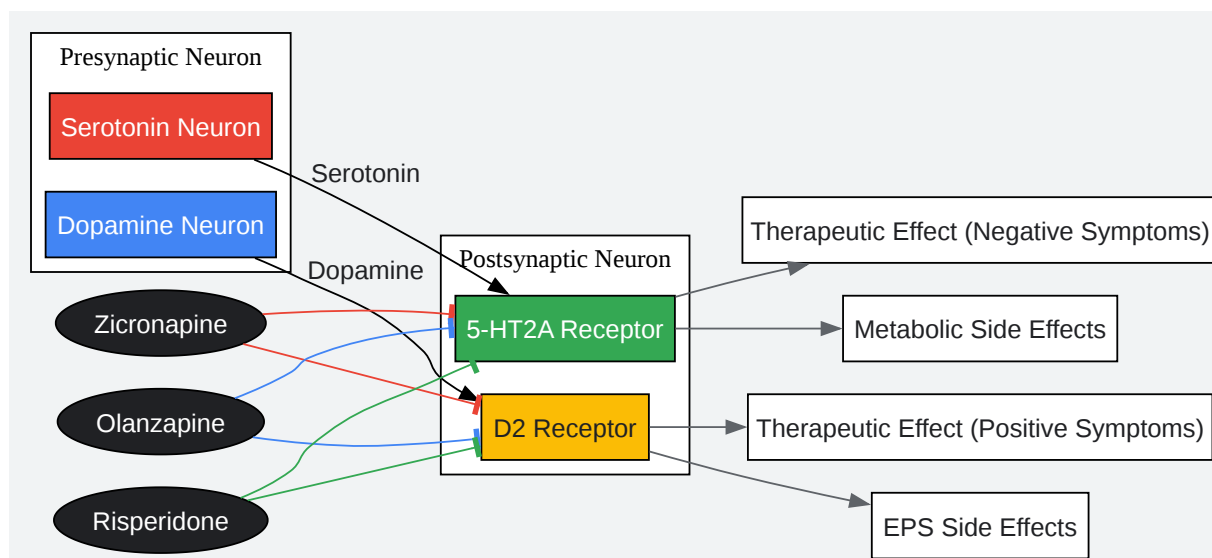 Presynaptic Neuron
Serotonin Neuron
Dopamine Neuron
Serotonin
Dopamine
Zicronapine
Olanzapine
Risperidone
Postsynaptic Neuron
5-HT2A Receptor
D2 Receptor
Therapeutic Effect (Negative Symptoms)
Metabolic Side Effects
Therapeutic Effect (Positive Symptoms)
EPS Side Effects